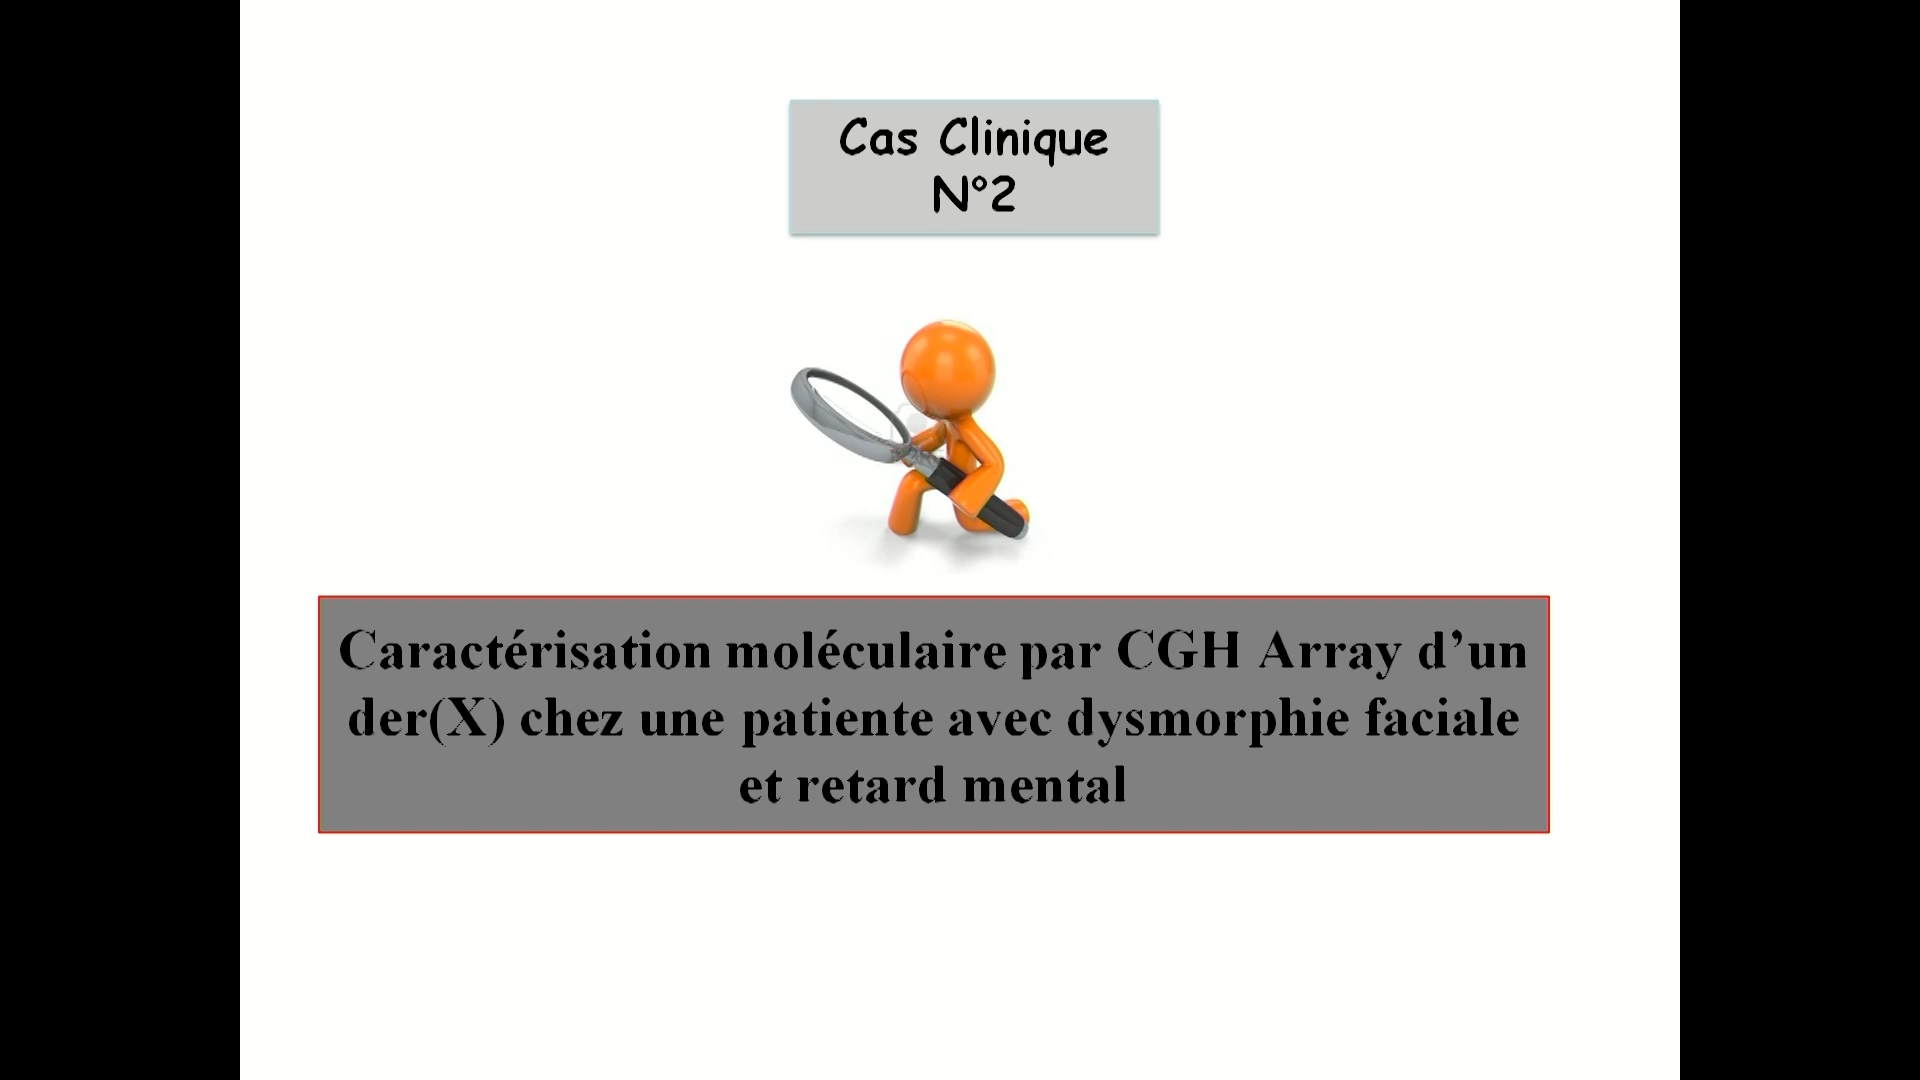 Cas Clinique
N°2
Caractérisation moléculaire par CGH Array d’un
der(X) chez une patiente avec dysmorphie faciale
et retard mental